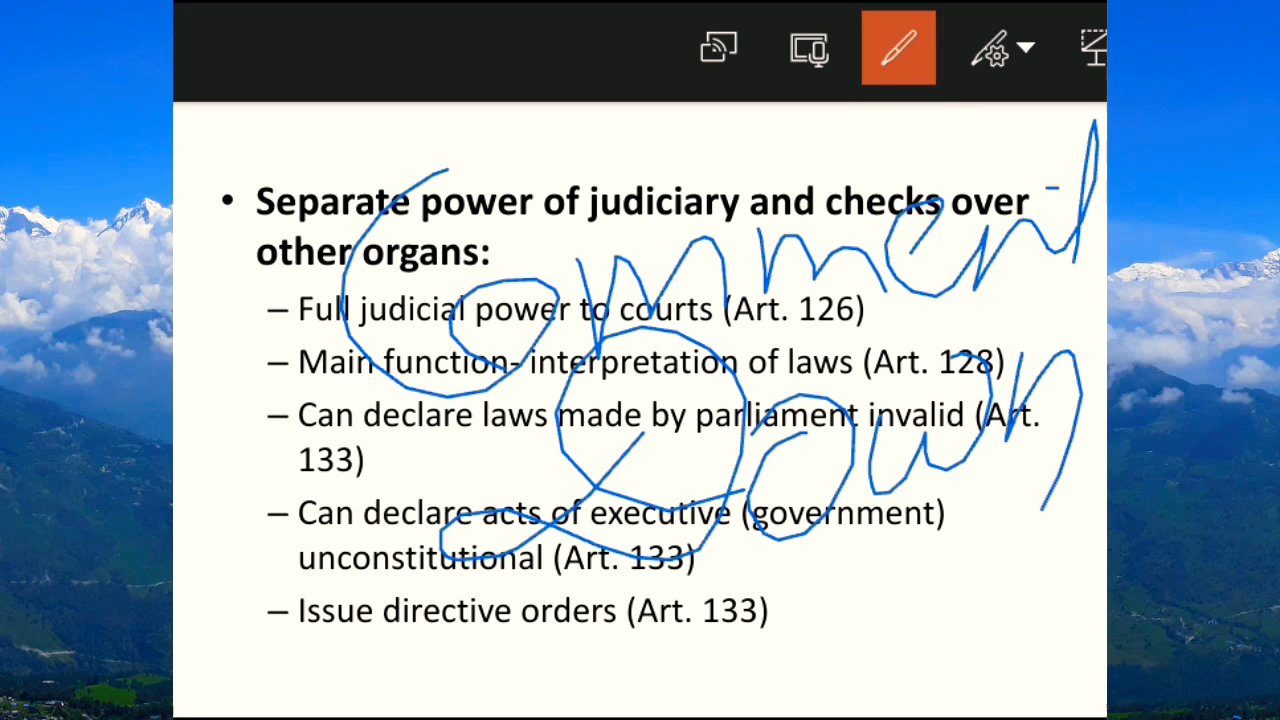 • Separate power of judiciary and checks over
other organs:
– Full judicial power to courts (Art. 126)
– Main function- interpretation of laws (Art. 128)
– Can declare laws made by parliament invalid (Art.
133)
– Can declare acts of executive (government)
unconstitutional (Art. 133)
– Issue directive orders (Art. 133)
Comment
Down